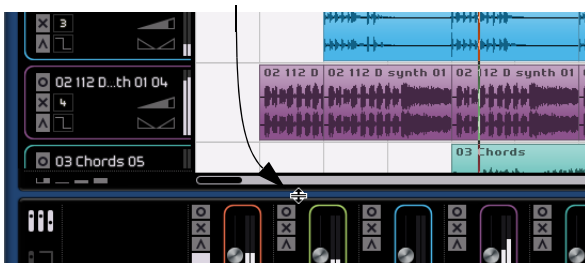 3
02 112 D
02 112 D synth 01
02 112 D synth 01
02 112 D...th 01 04
4
03 Chords
03 Chords 05